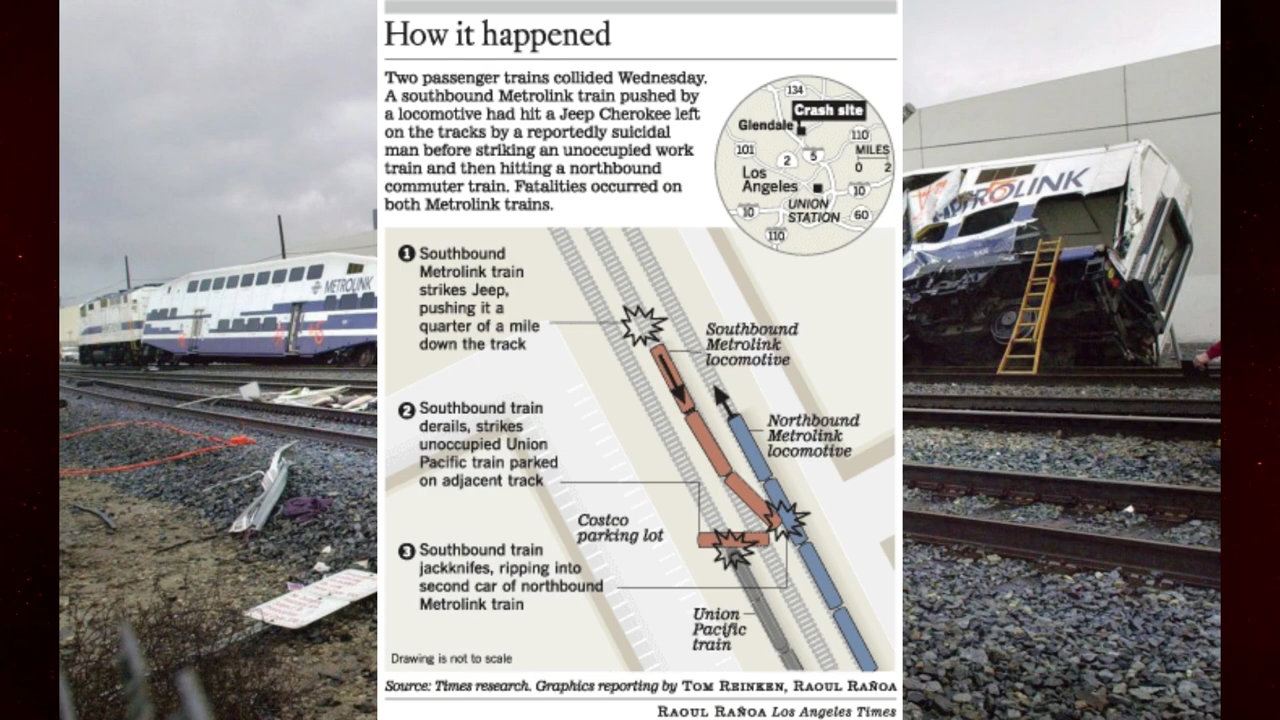 How it happened
Two passenger trains collided Wednesday.
A southbound Metrolink train pushed by
a locomotive had hit a Jeep Cherokee left
on the tracks by a reportedly suicidal
man before striking an unoccupied work
train and then hitting a northbound
commuter train. Fatalities occurred on
both Metrolink trains.
134
Crash site
Glendale
110
101
MILES
2
5
0 2
Los
Angeles
10
UNION
STATION
10
60
110
1 Southbound
Metrolink train
strikes Jeep,
pushing it a
quarter of a mile
down the track
Southbound
Metrolink
locomotive
2 Southbound train
derails, strikes
unoccupied Union
Pacific train parked
on adjacent track
Northbound
Metrolink
locomotive
Costco
parking lot
3 Southbound train
jackknifes, ripping into
second car of northbound
Metrolink train
Union
Pacific
train
Drawing is not to scale
Source: Times research. Graphics reporting by TOM REINKEN, RAOUL RAÑOA
RAOUL RAÑOA Los Angeles Times
METROLINK
METROLINK